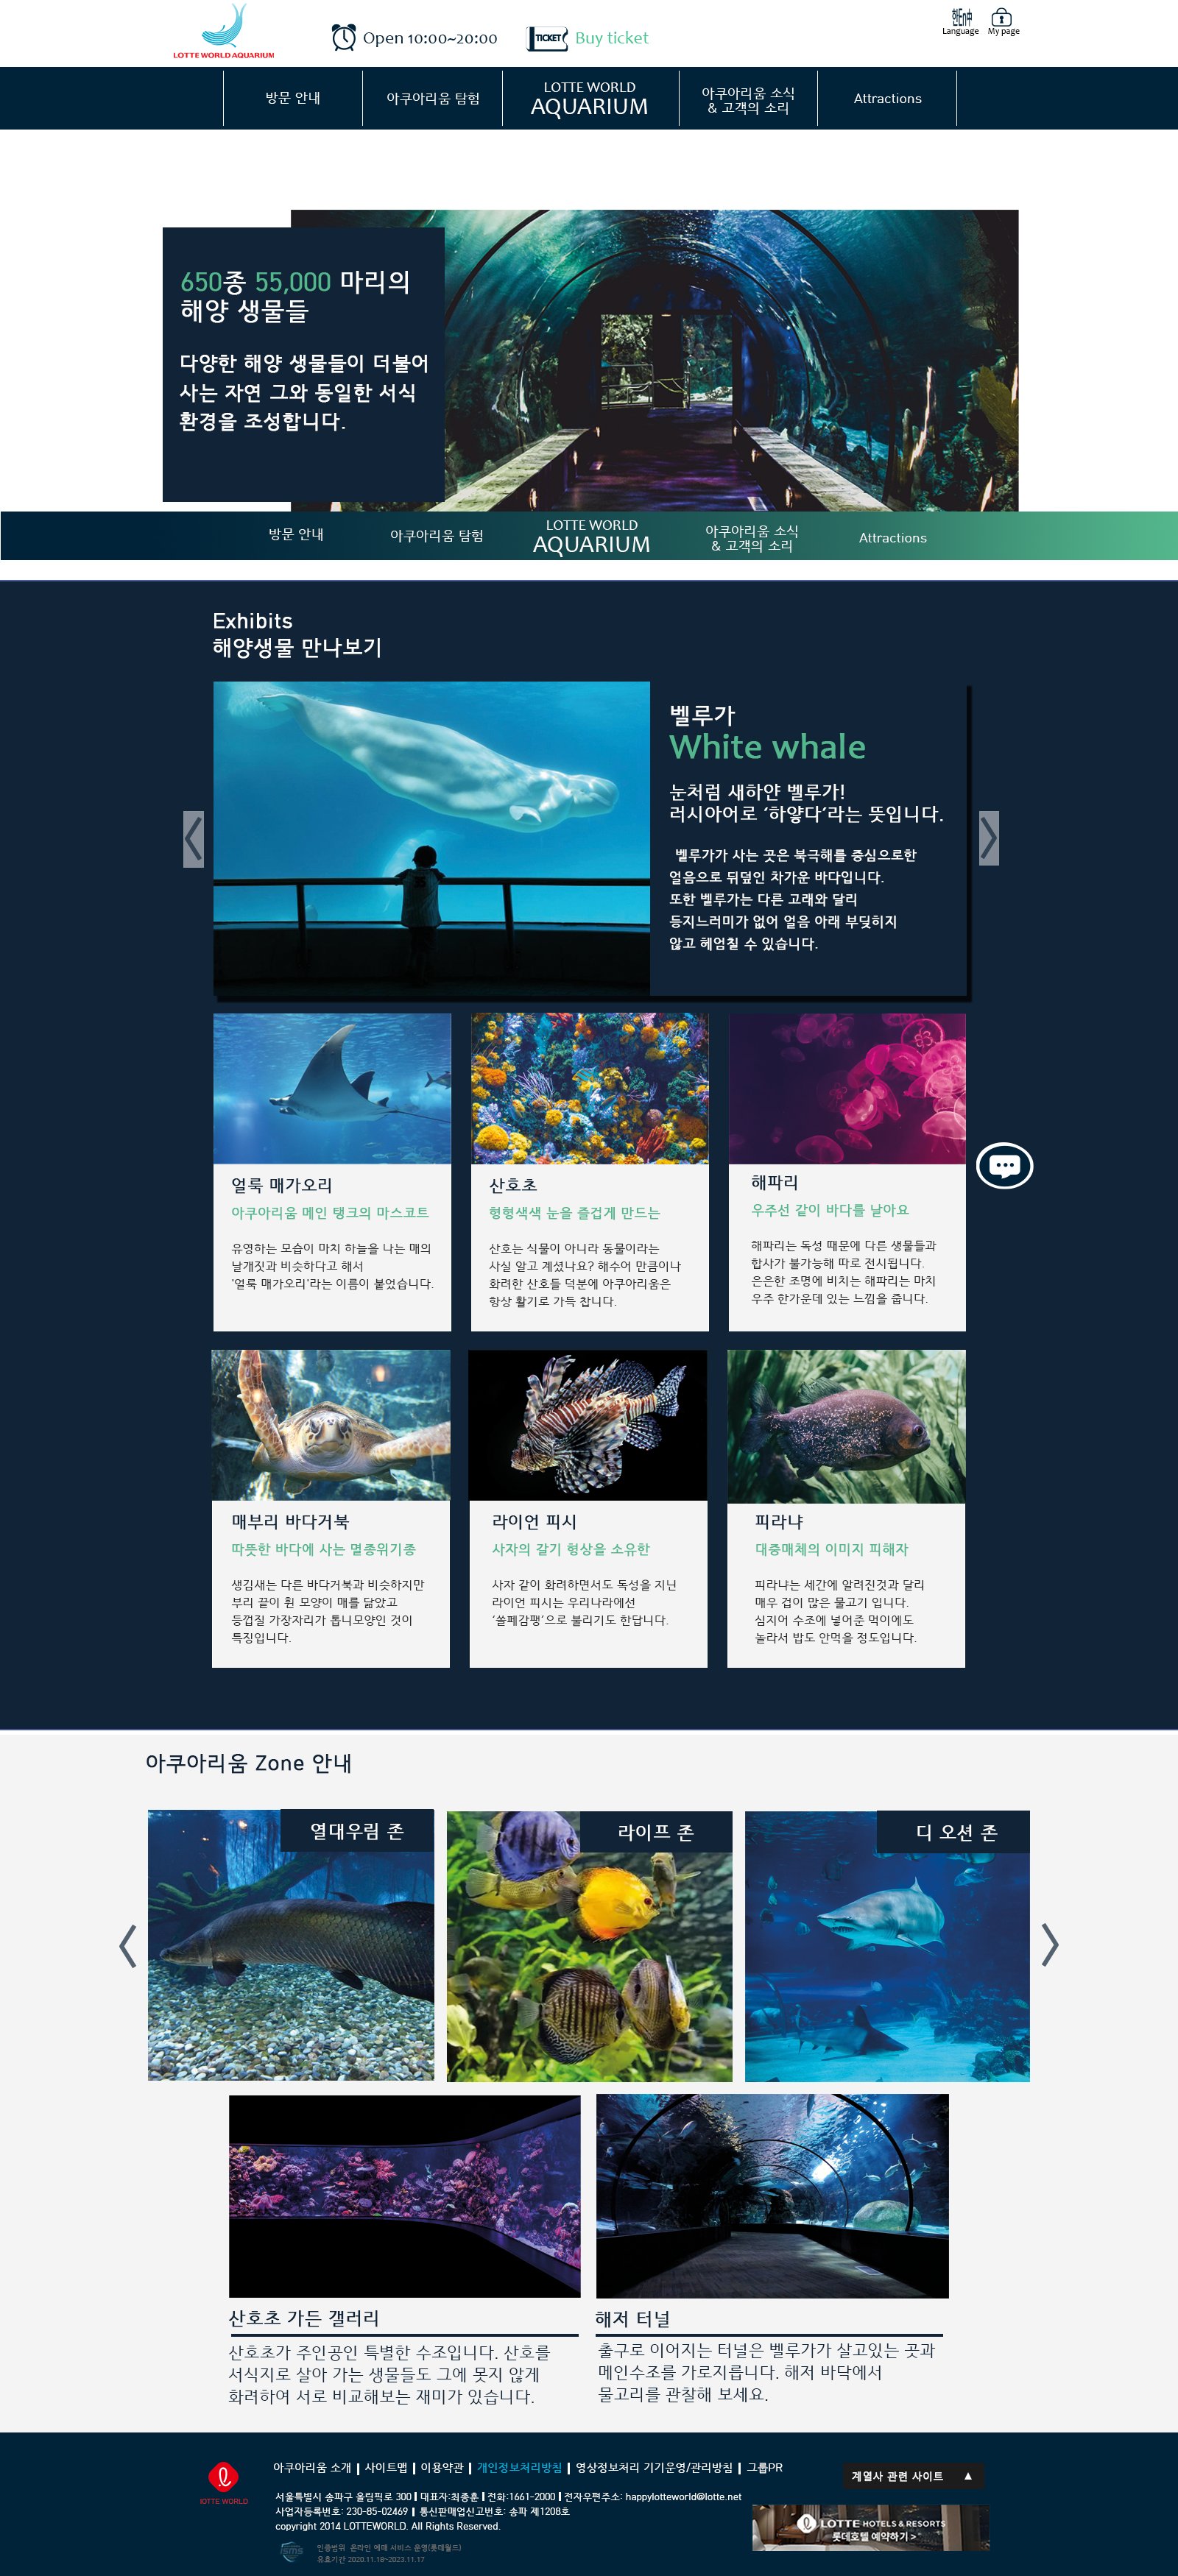 LOTTE WORLD AQUARIUM
Open 10:00~20:00
TICKET
Buy ticket
한En中
Language
My page
방문 안내
아쿠아리움 탐험
LOTTE WORLD
AQUARIUM
아쿠아리움 소식
& 고객의 소리
Attractions
650종 55,000 마리의
해양 생물들
다양한 해양 생물들이 더불어
사는 자연 그와 동일한 서식
환경을 조성합니다.
방문 안내
아쿠아리움 탐험
LOTTE WORLD
AQUARIUM
아쿠아리움 소식
& 고객의 소리
Attractions
Exhibits
해양생물 만나보기
벨루가
White whale
눈처럼 새하얀 벨루가!
러시아어로 ‘하얗다’라는 뜻입니다.
벨루가가 사는 곳은 북극해를 중심으로한
얼음으로 뒤덮인 차가운 바다입니다.
또한 벨루가는 다른 고래와 달리
등지느러미가 없어 얼음 아래 부딪히지
않고 헤엄칠 수 있습니다.
얼룩 매가오리
아쿠아리움 메인 탱크의 마스코트
유영하는 모습이 마치 하늘을 나는 매의
날개짓과 비슷하다고 해서
'얼룩 매가오리'라는 이름이 붙었습니다.
산호초
형형색색 눈을 즐겁게 만드는
산호는 식물이 아니라 동물이라는
사실 알고 계셨나요? 해수어 만큼이나
화려한 산호들 덕분에 아쿠아리움은
항상 활기로 가득 찹니다.
해파리
우주선 같이 바다를 날아요
해파리는 독성 때문에 다른 생물들과
합사가 불가능해 따로 전시됩니다.
은은한 조명에 비치는 해파리는 마치
우주 한가운데 있는 느낌을 줍니다.
매부리 바다거북
따뜻한 바다에 사는 멸종위기종
생김새는 다른 바다거북과 비슷하지만
부리 끝이 휜 모양이 매를 닮았고
등껍질 가장자리가 톱니모양인 것이
특징입니다.
라이언 피시
사자의 갈기 형상을 소유한
사자 같이 화려하면서도 독성을 지닌
라이언 피시는 우리나라에선
‘쏠베감팽’으로 불리기도 한답니다.
피라냐
대중매체의 이미지 피해자
피라냐는 세간에 알려진것과 달리
매우 겁이 많은 물고기 입니다.
심지어 수조에 넣어준 먹이에도
놀라서 밥도 안먹을 정도입니다.
아쿠아리움 Zone 안내
열대우림 존
라이프 존
디 오션 존
산호초 가든 갤러리
산호초가 주인공인 특별한 수조입니다. 산호를
서식지로 살아 가는 생물들도 그에 못지 않게
화려하여 서로 비교해보는 재미가 있습니다.
해저 터널
출구로 이어지는 터널은 벨루가가 살고있는 곳과
메인수조를 가로지릅니다. 해저 바닥에서
물고리를 관찰해 보세요.
LOTTE WORLD
아쿠아리움 소개 | 사이트맵 | 이용약관 | 개인정보처리방침 | 영상정보처리 기기운영/관리방침 | 그룹PR
서울특별시 송파구 올림픽로 300 | 대표자:최종훈 | 전화:1661-2000 | 전자우편주소: happylotteworld@lotte.net
사업자등록번호: 230-85-02469 | 통신판매업신고번호: 송파 제1208호
copyright 2014 LOTTEWORLD. All Rights Reserved.
isms
인증범위 온라인 예매 서비스 운영(롯데월드)
유효기간 2020.11.18~2023.11.17
계열사 관련 사이트 ▲
LOTTE HOTELS & RESORTS
롯데호텔 예약하기 >